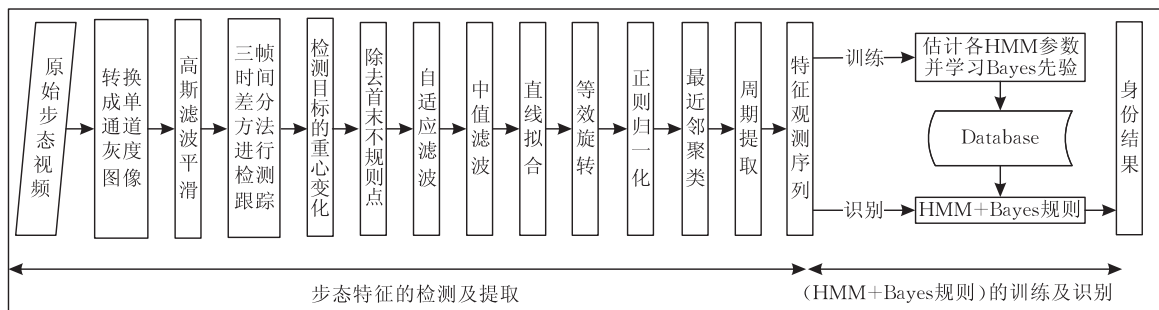 原始步态视频
转换成单通道灰度图像
高斯滤波平滑
三帧时间差分方法进行检测跟踪
检测目标的重心变化
除去首末不规则点
自适应滤波
中值滤波
直线拟合
等效旋转
正则归一化
最近邻聚类
周期提取
特征观测序列
训练
估计各HMM参数
并学习Bayes先验
Database
识别
HMM+Bayes规则
身份结果
步态特征的检测及提取
(HMM+Bayes规则)的训练及识别